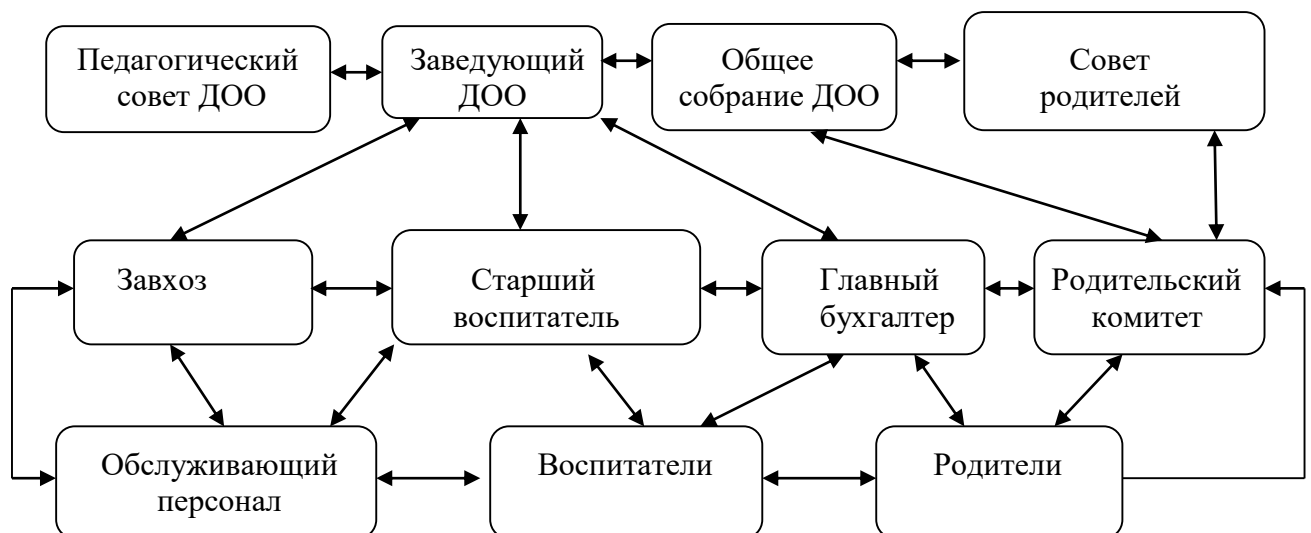 Педагогический
совет ДОО
Заведующий
ДОО
Общее
собрание ДОО
Совет
родителей
Завхоз
Старший
воспитатель
Главный
бухгалтер
Родительский
комитет
Обслуживающий
персонал
Воспитатели
Родители